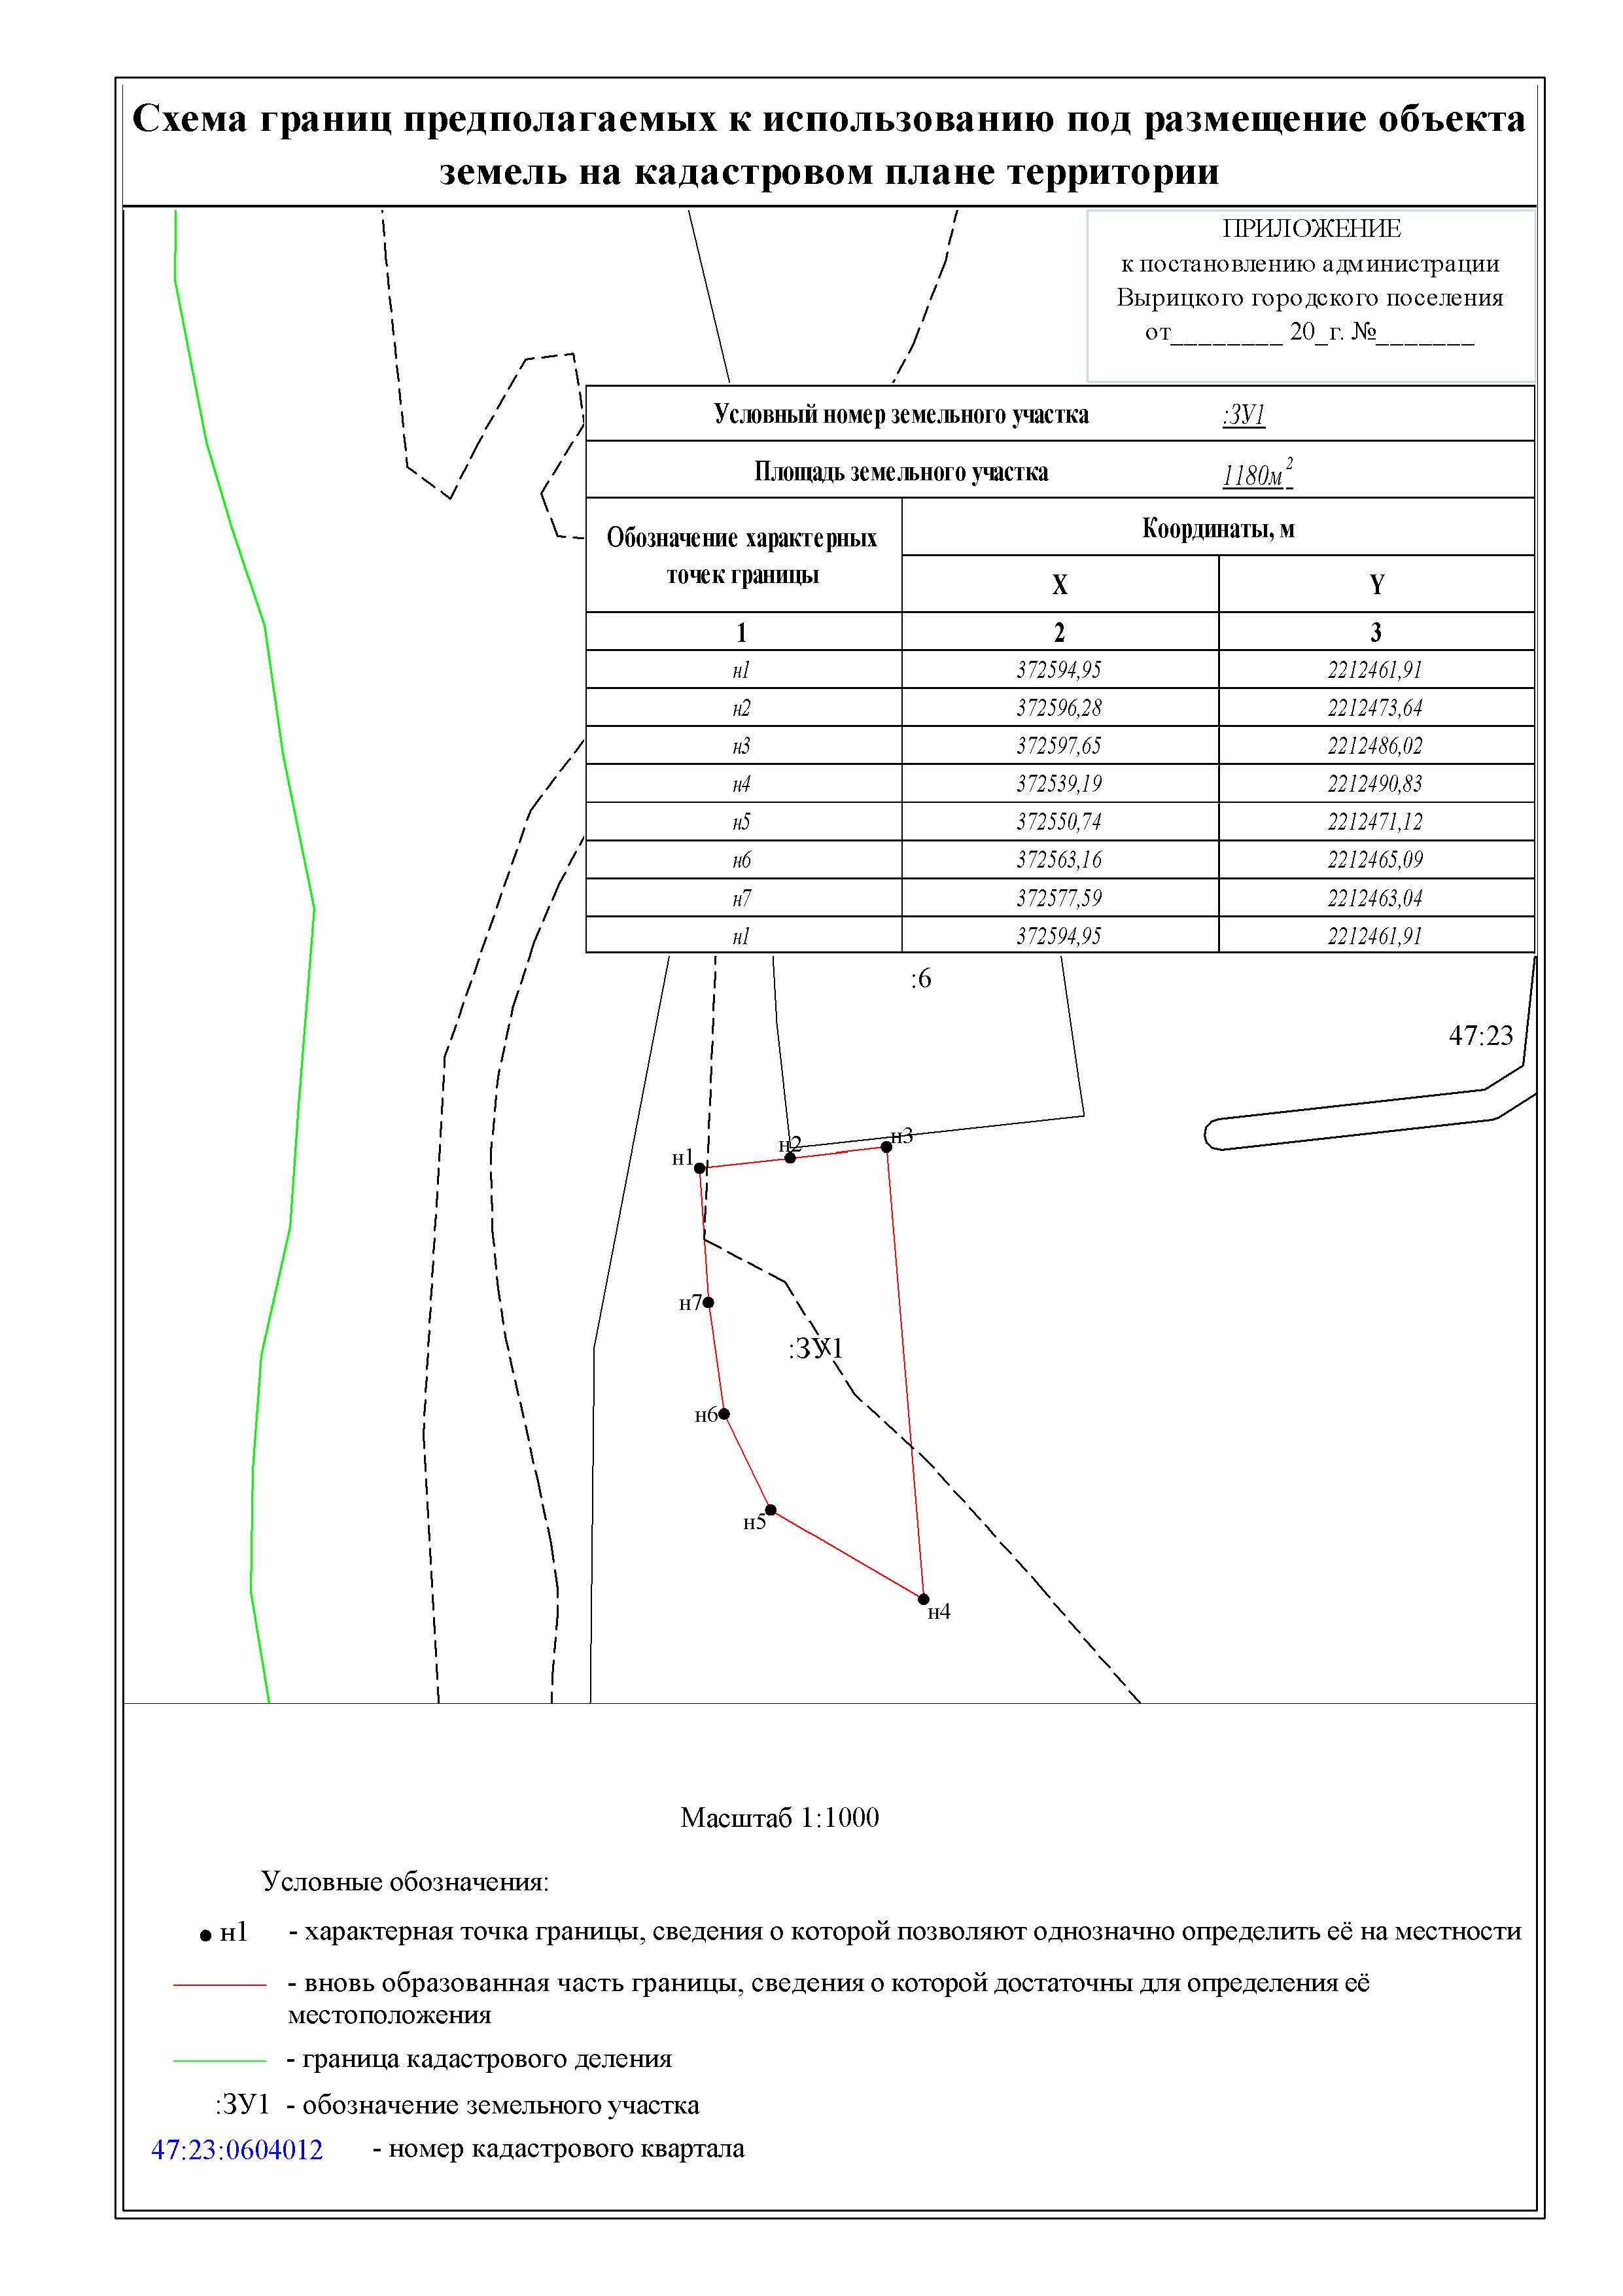 Схема границ предполагаемых к использованию под размещение объекта
земель на кадастровом плане территории
ПРИЛОЖЕНИЕ
к постановлению администрации
Вырицкого городского поселения
от________ 20_г. №_______
Условный номер земельного участка :ЗУ1
Площадь земельного участка 1180м²
Обозначение характерных точек границы Координаты, м
X Y
1 2 3
н1 372594,95 2212461,91
н2 372596,28 2212473,64
н3 372597,65 2212486,02
н4 372539,19 2212490,83
н5 372550,74 2212471,12
н6 372563,16 2212465,09
н7 372577,59 2212463,04
н1 372594,95 2212461,91
:6
47:23
н1
н2
н3
н7
:ЗУ1
н6
н5
н4
Масштаб 1:1000
Условные обозначения:
н1 - характерная точка границы, сведения о которой позволяют однозначно определить её на местности
- вновь образованная часть границы, сведения о которой достаточны для определения её
местоположения
- граница кадастрового деления
:ЗУ1 - обозначение земельного участка
47:23:0604012 - номер кадастрового квартала